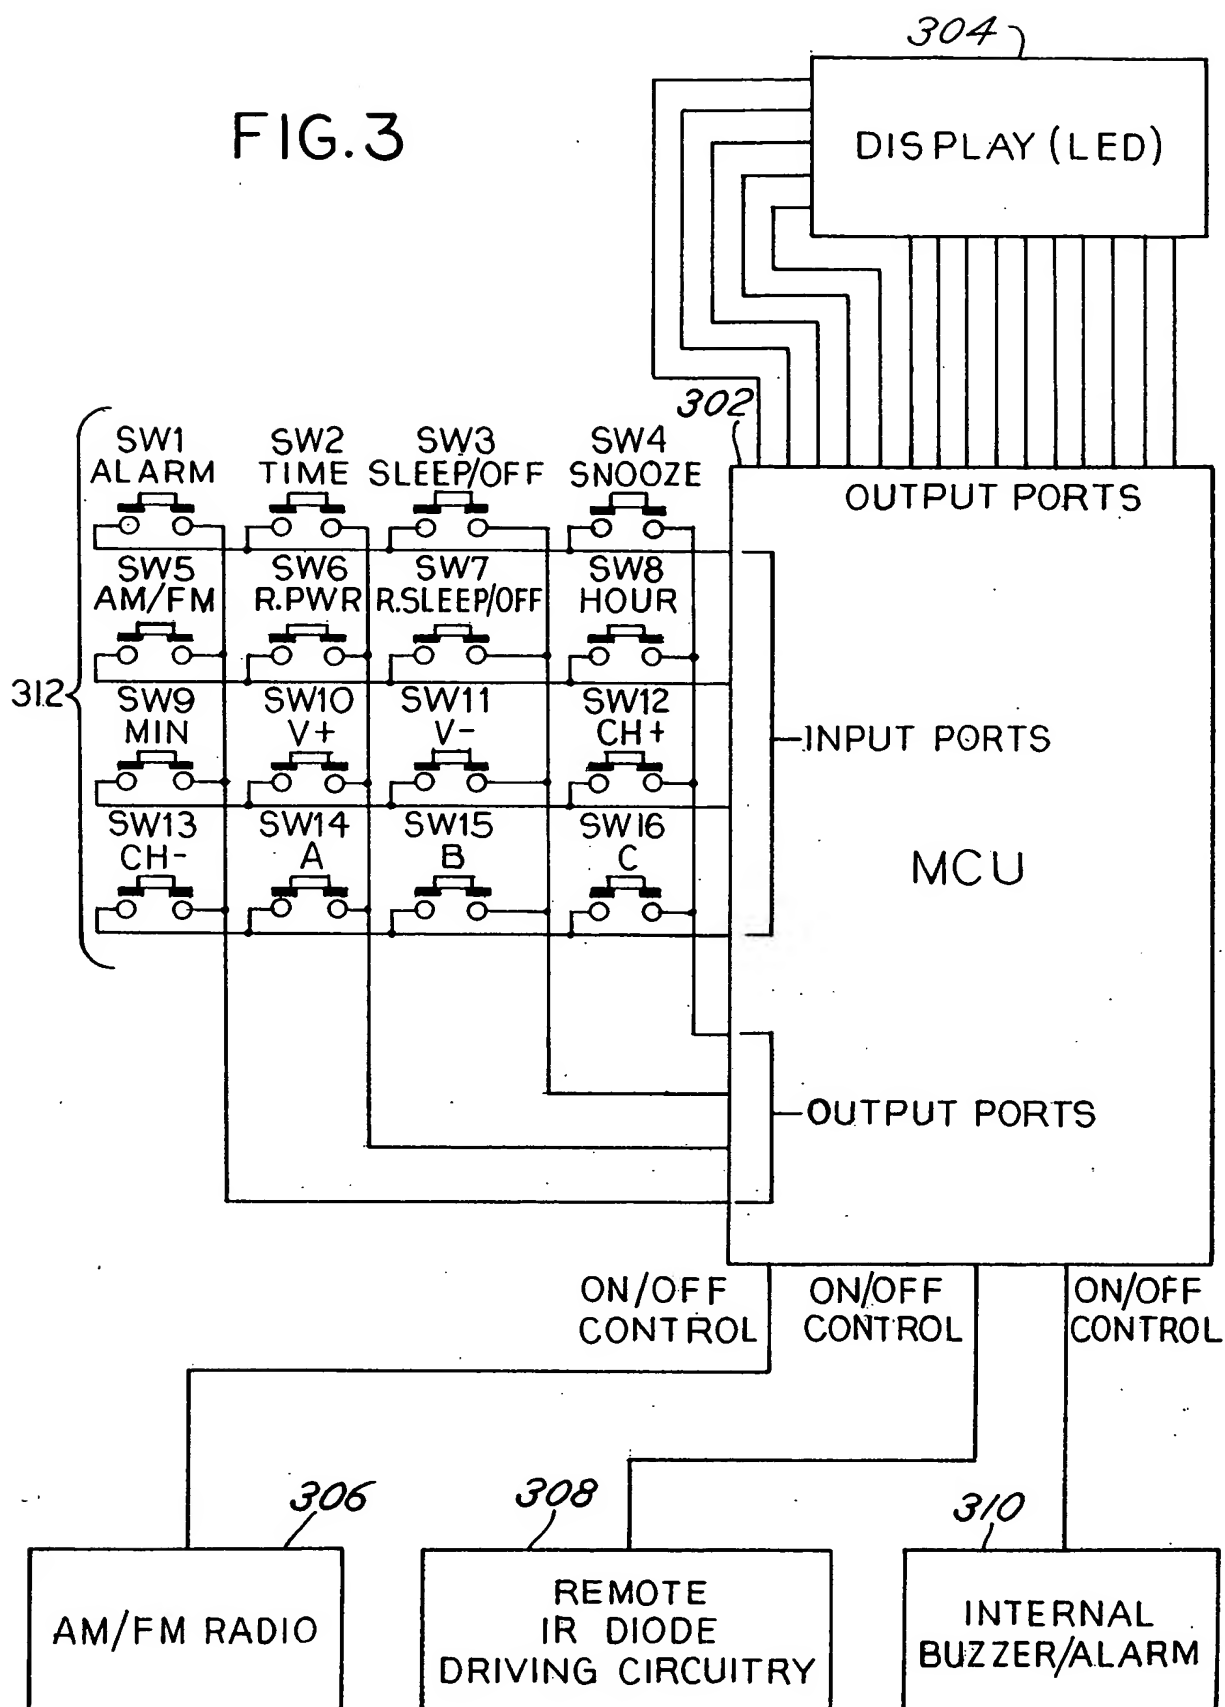 304
FIG.3
DISPLAY (LED)
302
SW1 SW2 SW3 SW4
ALARM TIME SLEEP/OFF SNOOZE
OUTPUT PORTS
SW5 SW6 SW7 SW8
AM/FM R.PWR R.SLEEP/OFF HOUR
312
SW9 SW10 SW11 SW12
MIN V+ V- CH+
INPUT PORTS
SW13 SW14 SW15 SW16
CH- A B C
MCU
OUTPUT PORTS
ON/OFF ON/OFF ON/OFF
CONTROL CONTROL CONTROL
306 308 310
AM/FM RADIO
REMOTE
IR DIODE
DRIVING CIRCUITRY
INTERNAL
BUZZER/ALARM